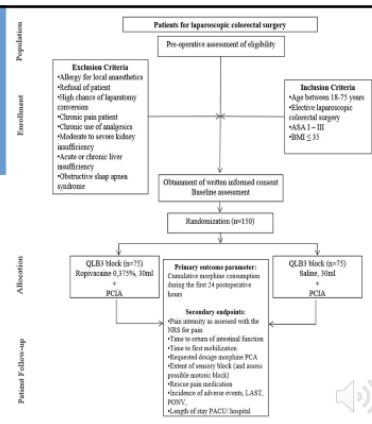 Population
Patients for laparoscopic colorectal surgery
Pre-operative assessment of eligibility
Enrollment
Exclusion Criteria
•Allergy for local anaesthetics
•Refusal of patient
•High chance of laparatomy
conversion
•Chronic pain patient
•Chronic use of analgesics
•Moderate to severe kidney
insufficiency
•Acute or chronic liver
insufficiency
•Obstructive slaap apnen
syndrome
Inclusion Criteria
•Age between 18-75 years
•Elective laparoscopic
colorectal surgery
•ASA I – III
•BMI ≤ 35
Obtainment of written informed consent
Baseline assessment
Randomization (n=150)
Allocation
QLB3 block (n=75)
Ropivacaine 0,375%, 30ml
+
PCIA
Primary outcome parameter:
Cumulative morphine consumption
during the first 24 postoperative
hours
Secondary endpoints:
•Pain intensity as assessed with the
NRS for pain
•Time to return of intestinal function
•Time to first mobilization
•Requested dosage morphine PCA
•Extent of sensory block (and assess
possible motoric block)
•Rescue pain medication
•Incidence of adverse events, LAST,
PONV,
•Length of stay PACU/ hospital
QLB3 block (n=75)
Saline, 30ml
+
PCIA
Patient Follow-up